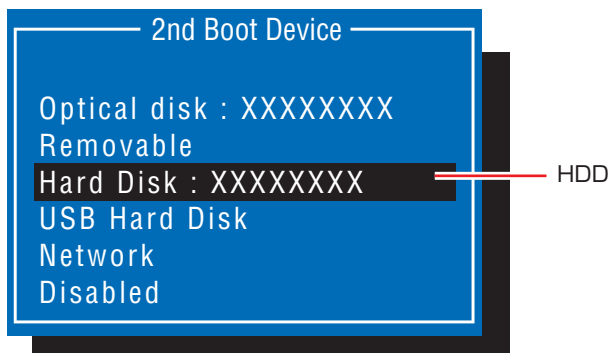 2nd Boot Device
Optical disk : XXXXXXXX
Removable
Hard Disk : XXXXXXXX
HDD
USB Hard Disk
Network
Disabled